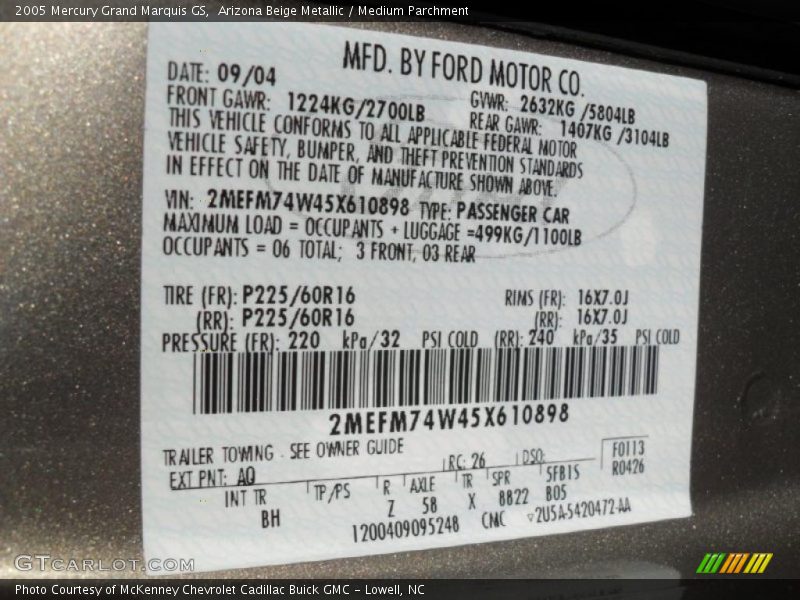 2005 Mercury Grand Marquis GS,  Arizona Beige Metallic / Medium Parchment
MFD. BY FORD MOTOR CO.
DATE: 09/04
GVWR: 2632KG /5804LB
FRONT GAWR: 1224KG/2700LB
REAR GAWR: 1407KG /3104LB
THIS VEHICLE CONFORMS TO ALL APPLICABLE FEDERAL MOTOR
VEHICLE SAFETY, BUMPER, AND THEFT PREVENTION STANDARDS
IN EFFECT ON THE DATE OF MANUFACTURE SHOWN ABOVE.
VIN: 2MEFM74W45X610898 TYPE: PASSENGER CAR
MAXIMUM LOAD = OCCUPANTS + LUGGAGE =499KG/1100LB
OCCUPANTS = 06 TOTAL; 3 FRONT, 03 REAR
TIRE (FR): P225/60R16 RIMS (FR): 16X7.0J
(RR): P225/60R16 (RR): 16X7.0J
PRESSURE (FR): 220 kPa/32 PSI COLD (RR): 240 kPa/35 PSI COLD
2MEFM74W45X610898
TRAILER TOWING - SEE OWNER GUIDE
EXT PNT: AQ RC: 26 DSO: F0113
R0426
INT TR TP/PS R AXLE TR SPR 5FB15
BH Z 58 X 8822 B05
1200409095248 CMC ▽2U5A-5420472-AA
GTCarLot.com
Photo Courtesy of McKenney Chevrolet Cadillac Buick GMC - Lowell, NC